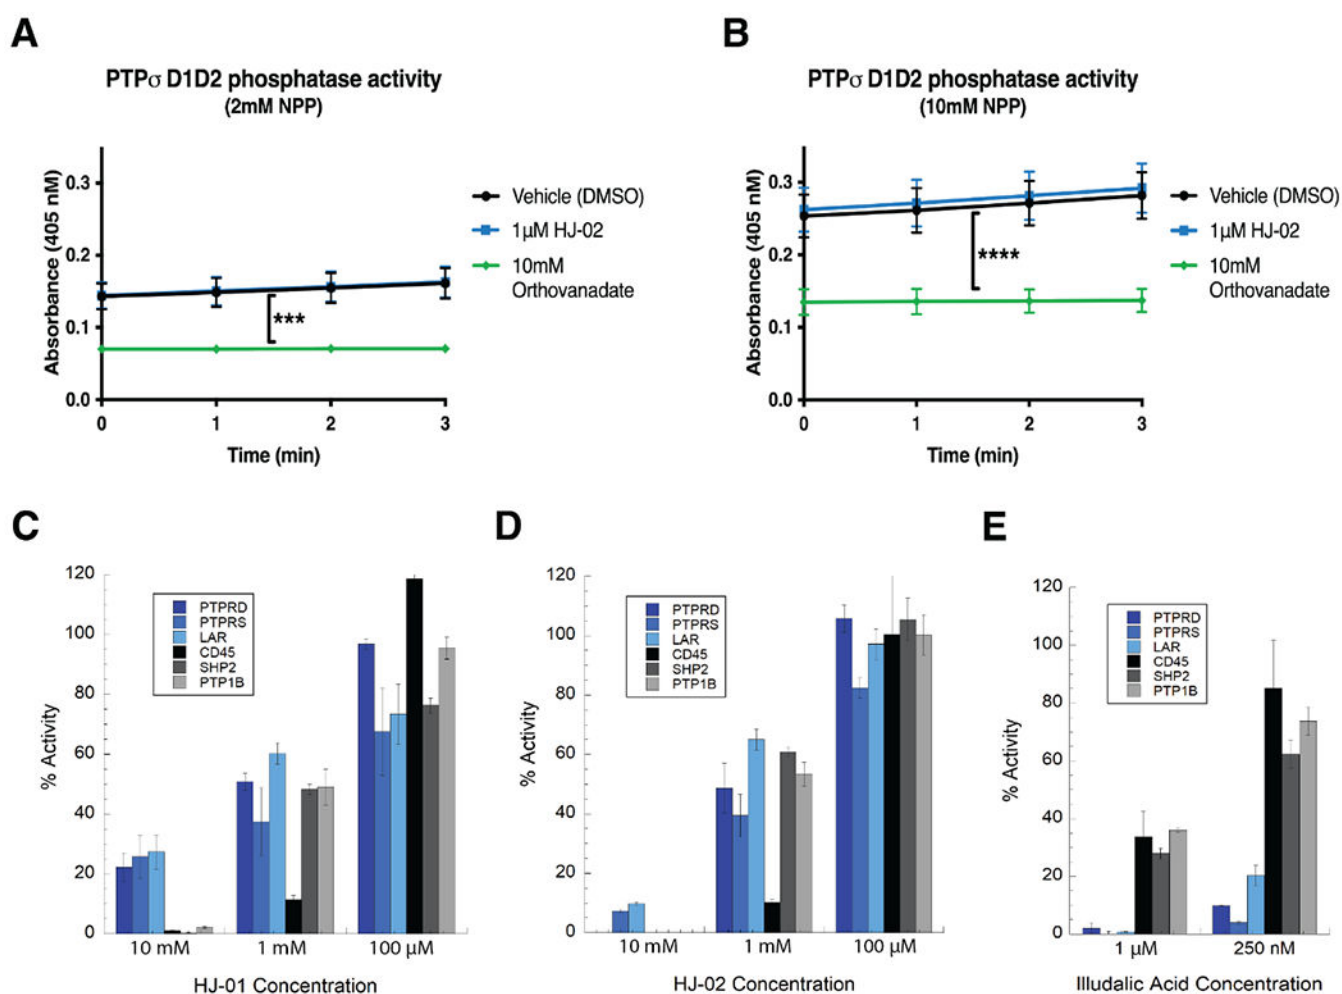 A
PTPσ D1D2 phosphatase activity
(2mM NPP)
Absorbance (405 nM)
0.3
0.2
0.1
0.0
***
0 1 2 3
Time (min)
Vehicle (DMSO)
1μM HJ-02
10mM
Orthovanadate
B
PTPσ D1D2 phosphatase activity
(10mM NPP)
Absorbance (405 nM)
0.3
0.2
0.1
0.0
****
0 1 2 3
Time (min)
Vehicle (DMSO)
1μM HJ-02
10mM
Orthovanadate
C
% Activity
120
100
80
60
40
20
0
PTPRD
PTPRS
LAR
CD45
SHP2
PTP1B
10 mM 1 mM 100 μM
HJ-01 Concentration
D
% Activity
120
100
80
60
40
20
0
PTPRD
PTPRS
LAR
CD45
SHP2
PTP1B
10 mM 1 mM 100 μM
HJ-02 Concentration
E
% Activity
120
100
80
60
40
20
0
PTPRD
PTPRS
LAR
CD45
SHP2
PTP1B
1 μM 250 nM
Illudalic Acid Concentration